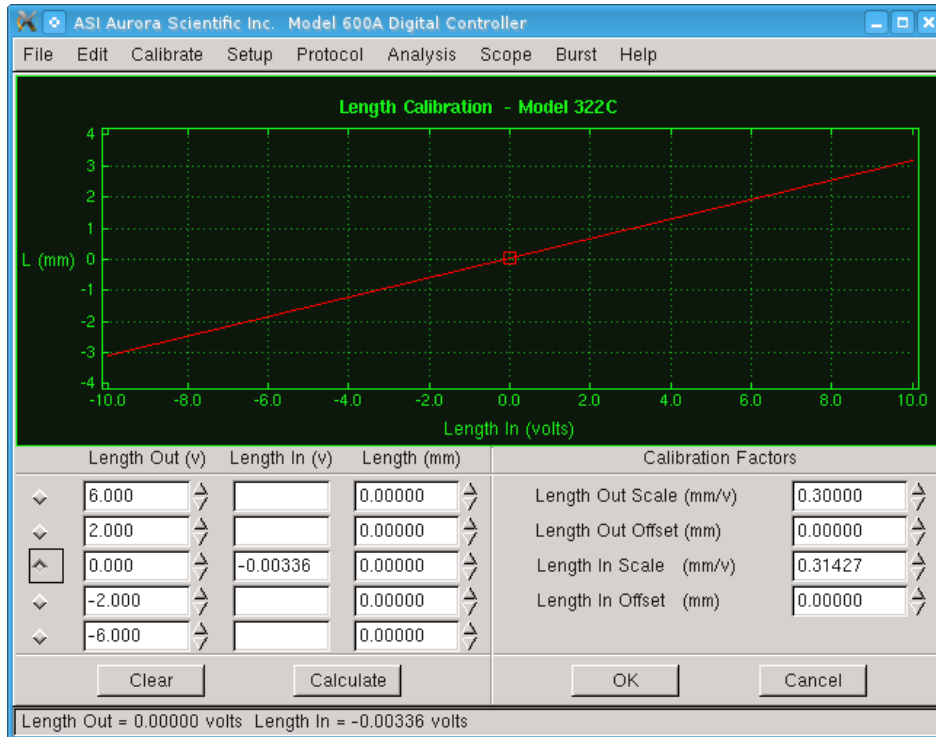 ASI Aurora Scientific Inc. Model 600A Digital Controller
File Edit Calibrate Setup Protocol Analysis Scope Burst Help
Length Calibration - Model 322C
4
3
2
1
L (mm) 0
-1
-2
-3
-4
-10.0 -8.0 -6.0 -4.0 -2.0 0.0 2.0 4.0 6.0 8.0 10.0
Length In (volts)
Length Out (v) Length In (v) Length (mm) Calibration Factors
6.000 0.00000 Length Out Scale (mm/v) 0.30000
2.000 0.00000 Length Out Offset (mm) 0.00000
0.000 -0.00336 0.00000 Length In Scale (mm/v) 0.31427
-2.000 0.00000 Length In Offset (mm) 0.00000
-6.000 0.00000
Clear Calculate OK Cancel
Length Out = 0.00000 volts Length In = -0.00336 volts